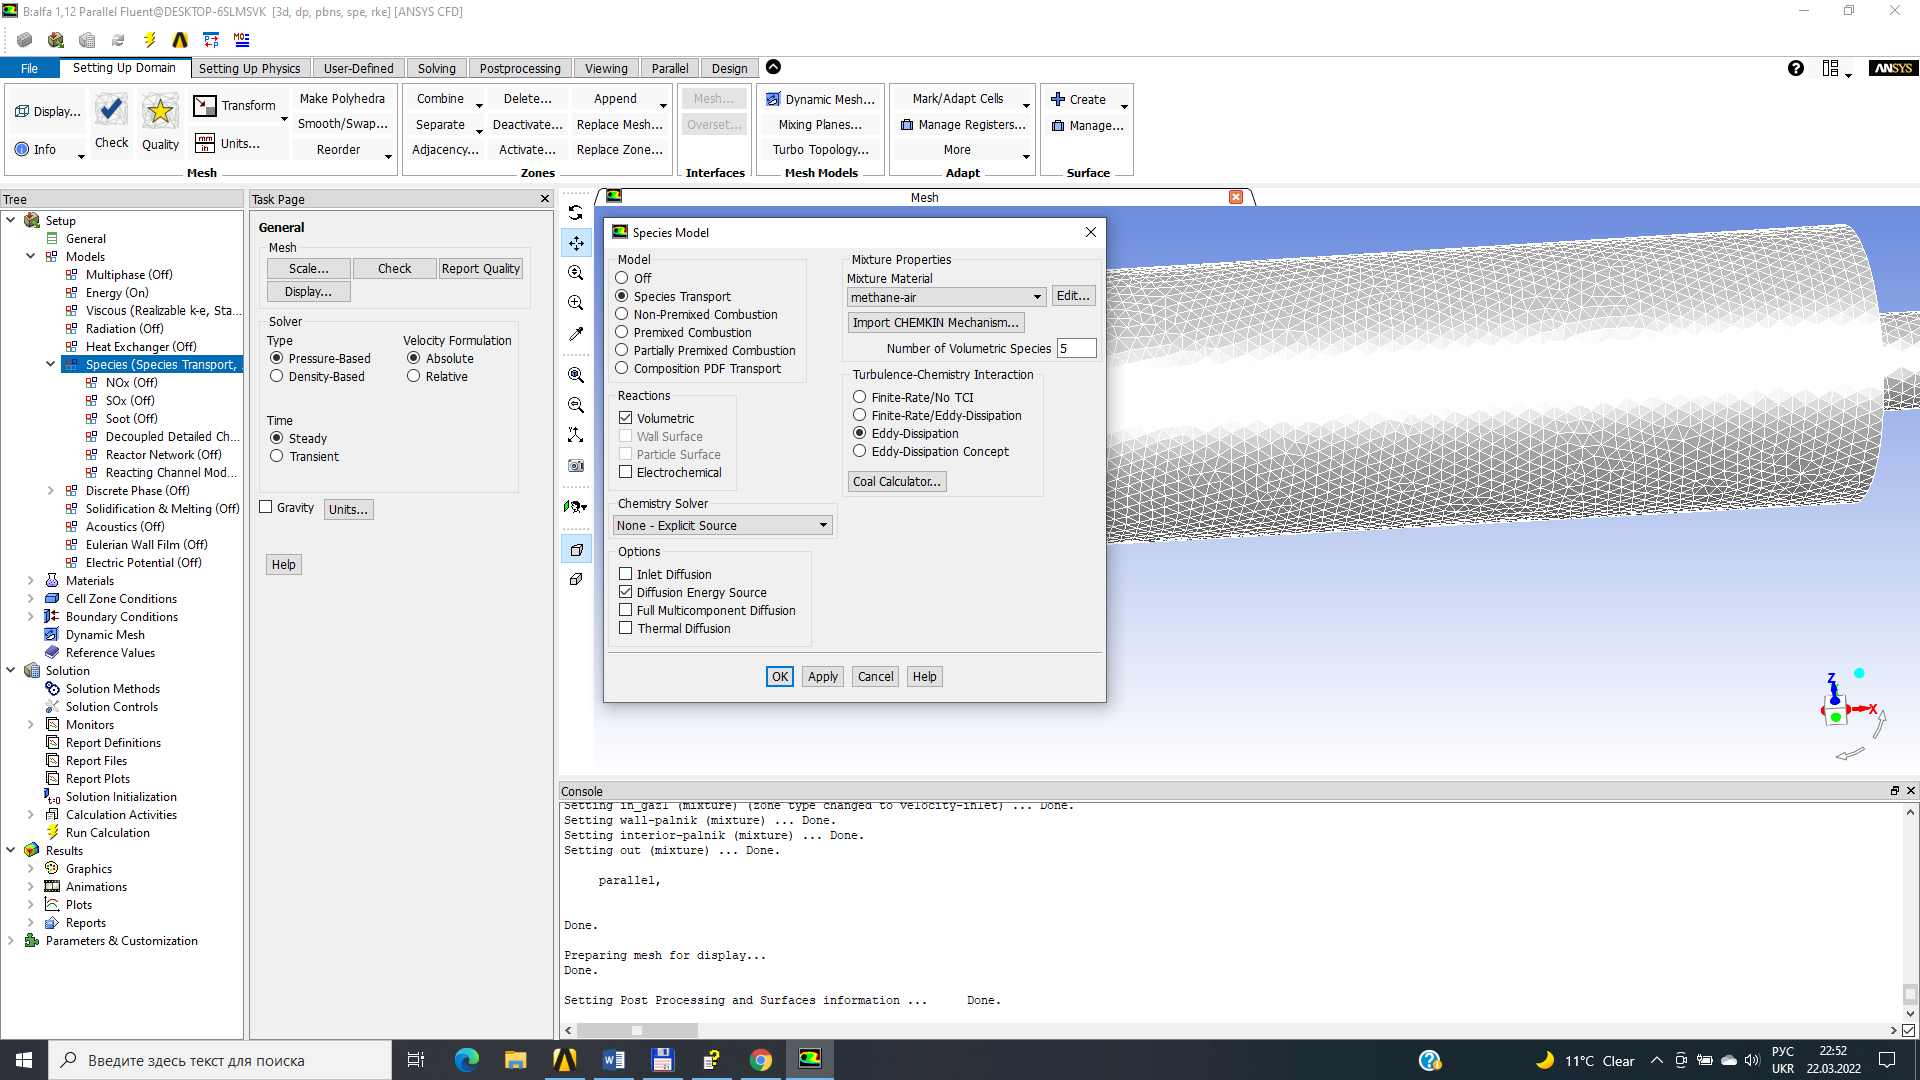 B:alfa 1,12 Parallel Fluent@DESKTOP-6SLMSVK [3d, dp, pbns, spe, rke] [ANSYS CFD]
File
Setting Up Domain
Setting Up Physics
User-Defined
Solving
Postprocessing
Viewing
Parallel
Design
ANSYS
Display...
Info
Check
Quality
Transform
Units...
Make Polyhedra
Smooth/Swap...
Reorder
Mesh
Combine
Separate
Adjacency...
Delete...
Deactivate...
Activate...
Append
Replace Mesh...
Replace Zone...
Zones
Mesh...
Overset...
Interfaces
Dynamic Mesh...
Mixing Planes...
Turbo Topology...
Mesh Models
Mark/Adapt Cells
Manage Registers...
More
Adapt
Create
Manage...
Surface
Tree
Setup
General
Models
Multiphase (Off)
Energy (On)
Viscous (Realizable k-e, Sta...
Radiation (Off)
Heat Exchanger (Off)
Species (Species Transport, ...
NOx (Off)
SOx (Off)
Soot (Off)
Decoupled Detailed Ch...
Reactor Network (Off)
Reacting Channel Mod...
Discrete Phase (Off)
Solidification & Melting (Off)
Acoustics (Off)
Eulerian Wall Film (Off)
Electric Potential (Off)
Materials
Cell Zone Conditions
Boundary Conditions
Dynamic Mesh
Reference Values
Solution
Solution Methods
Solution Controls
Monitors
Report Definitions
Report Files
Report Plots
Solution Initialization
Calculation Activities
Run Calculation
Results
Graphics
Animations
Plots
Reports
Parameters & Customization
Task Page
General
Mesh
Scale...
Check
Report Quality
Display...
Solver
Type
Velocity Formulation
Pressure-Based
Absolute
Density-Based
Relative
Time
Steady
Transient
Gravity
Units...
Help
Mesh
Species Model
Model
Off
Species Transport
Non-Premixed Combustion
Premixed Combustion
Partially Premixed Combustion
Composition PDF Transport
Reactions
Volumetric
Wall Surface
Particle Surface
Electrochemical
Chemistry Solver
None - Explicit Source
Options
Inlet Diffusion
Diffusion Energy Source
Full Multicomponent Diffusion
Thermal Diffusion
Mixture Properties
Mixture Material
methane-air
Edit...
Import CHEMKIN Mechanism...
Number of Volumetric Species 5
Turbulence-Chemistry Interaction
Finite-Rate/No TCI
Finite-Rate/Eddy-Dissipation
Eddy-Dissipation
Eddy-Dissipation Concept
Coal Calculator...
OK
Apply
Cancel
Help
Z
X
Console
Setting in_gaz1 (mixture) (zone type changed to velocity-inlet) ... Done.
Setting wall-palnik (mixture) ... Done.
Setting interior-palnik (mixture) ... Done.
Setting out (mixture) ... Done.
parallel,
Done.
Preparing mesh for display...
Done.
Setting Post Processing and Surfaces information ... Done.
Введите здесь текст для поиска
11°C Clear
РУС
UKR
22:52
22.03.2022